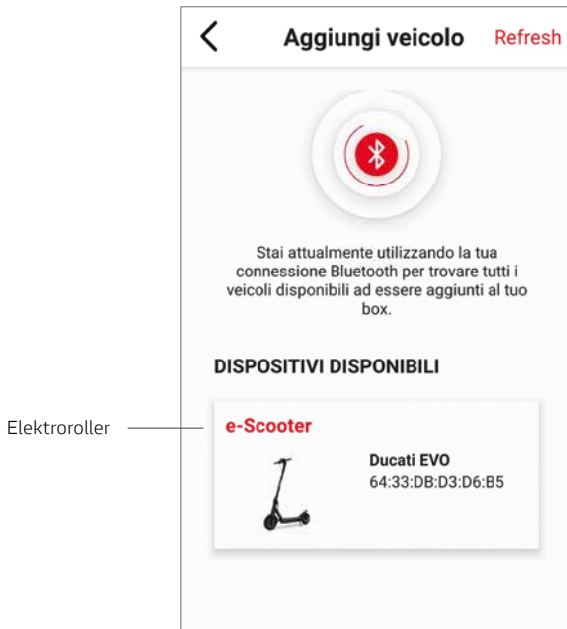 Aggiungi veicolo Refresh
Stai attualmente utilizzando la tua
connessione Bluetooth per trovare tutti i
veicoli disponibili ad essere aggiunti al tuo
box.
DISPOSITIVI DISPONIBILI
Elektroroller
e-Scooter
Ducati EVO
64:33:DB:D3:D6:B5